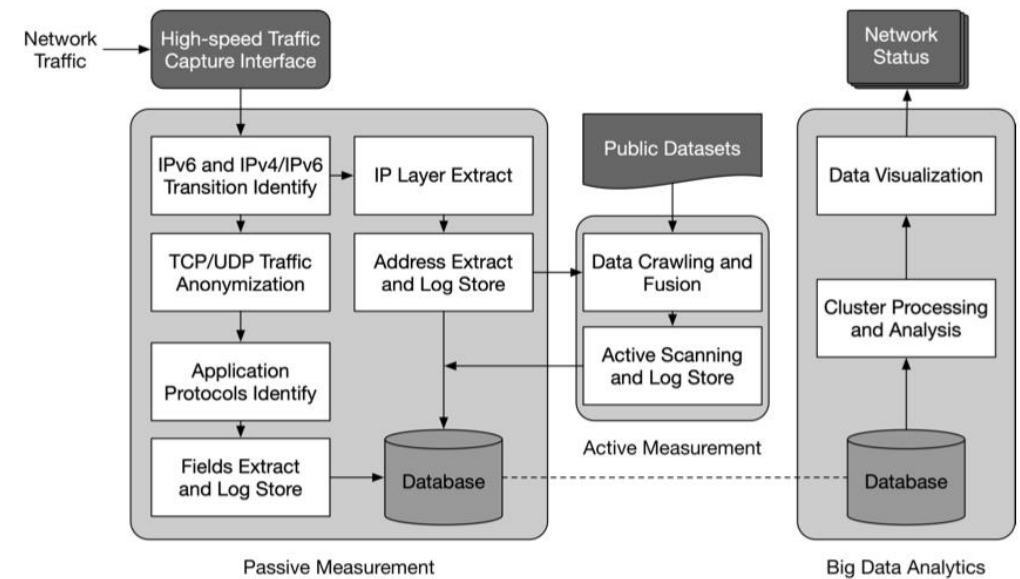 Network
Traffic
High-speed Traffic
Capture Interface
Network
Status
IPv6 and IPv4/IPv6
Transition Identify
IP Layer Extract
Public Datasets
Data Visualization
TCP/UDP Traffic
Anonymization
Address Extract
and Log Store
Data Crawling and
Fusion
Cluster Processing
and Analysis
Application
Protocols Identify
Active Scanning
and Log Store
Active Measurement
Fields Extract
and Log Store
Database
Database
Passive Measurement
Big Data Analytics